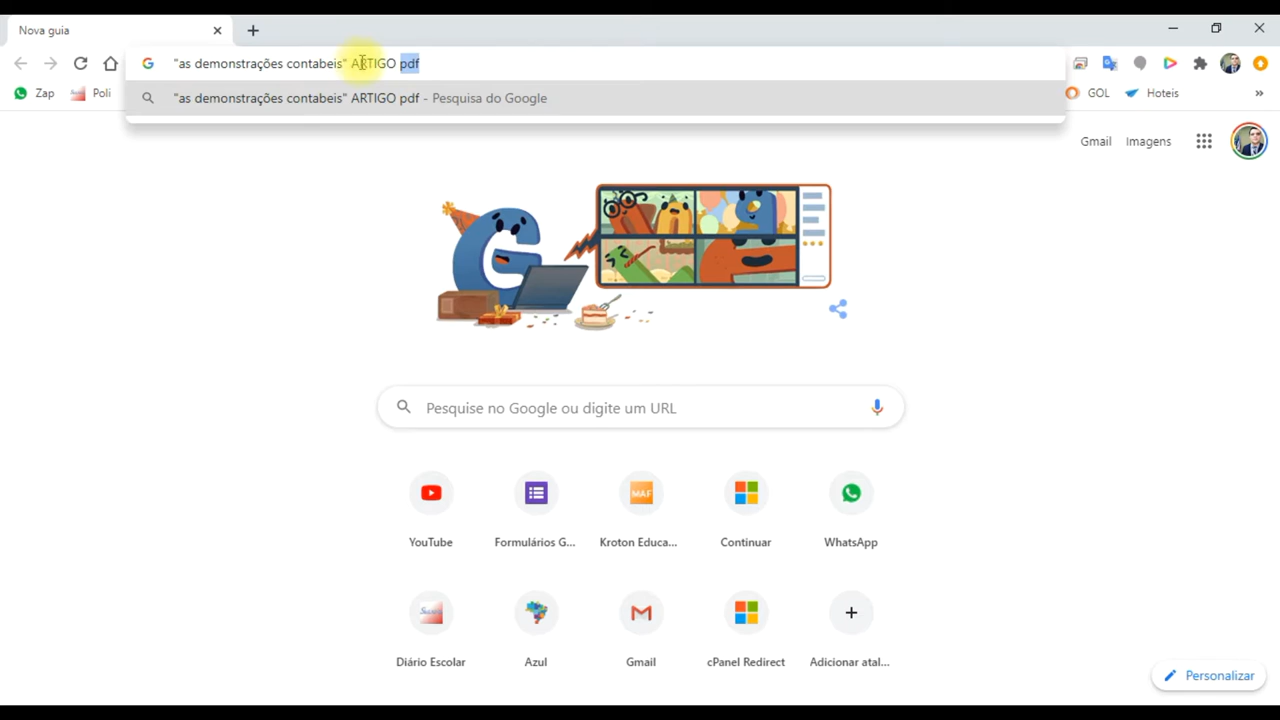 Nova guia
"as demonstrações contabeis" ARTIGO pdf
"as demonstrações contabeis" ARTIGO pdf - Pesquisa do Google
Zap
Poli
GOL
Hoteis
»
Gmail
Imagens
Pesquise no Google ou digite um URL
MAF
YouTube
Formulários G...
Kroton Educa...
Continuar
WhatsApp
Diário Escolar
Azul
Gmail
cPanel Redirect
Adicionar atal...
Personalizar